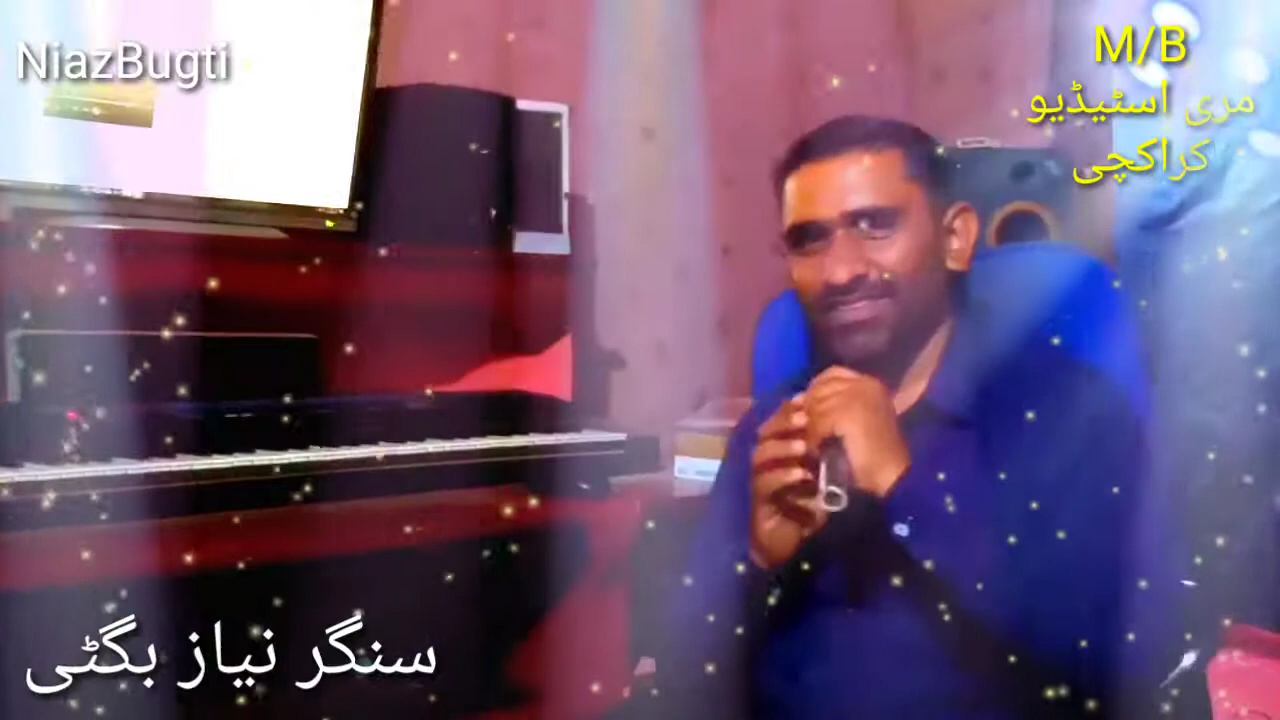 NiazBugti
M/B
مری اسٹیڈیو
کراکچی
سنگر نیاز بگٹی